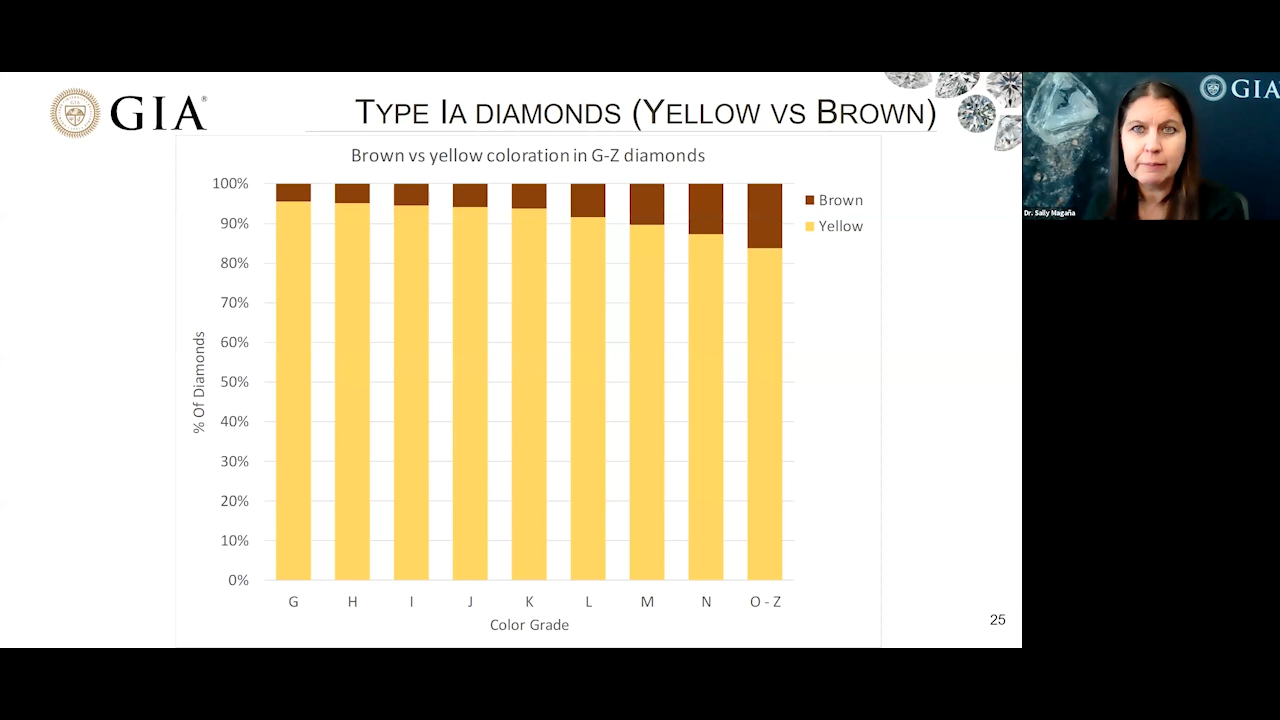 GIA®
TYPE IA DIAMONDS (YELLOW VS BROWN)
Brown vs yellow coloration in G-Z diamonds
100%
90%
80%
70%
60%
50%
40%
30%
20%
10%
0%
% Of Diamonds
G H I J K L M N O - Z
Color Grade
Brown
Yellow
25
GIA
Dr. Sally Magaña